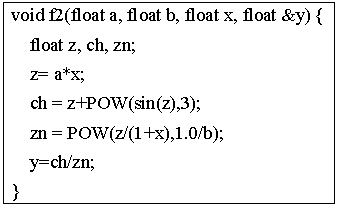 void f2(float a, float b, float x, float &y) {
float z, ch, zn;
z= a*x;
ch = z+POW(sin(z),3);
zn = POW(z/(1+x),1.0/b);
y=ch/zn;
}